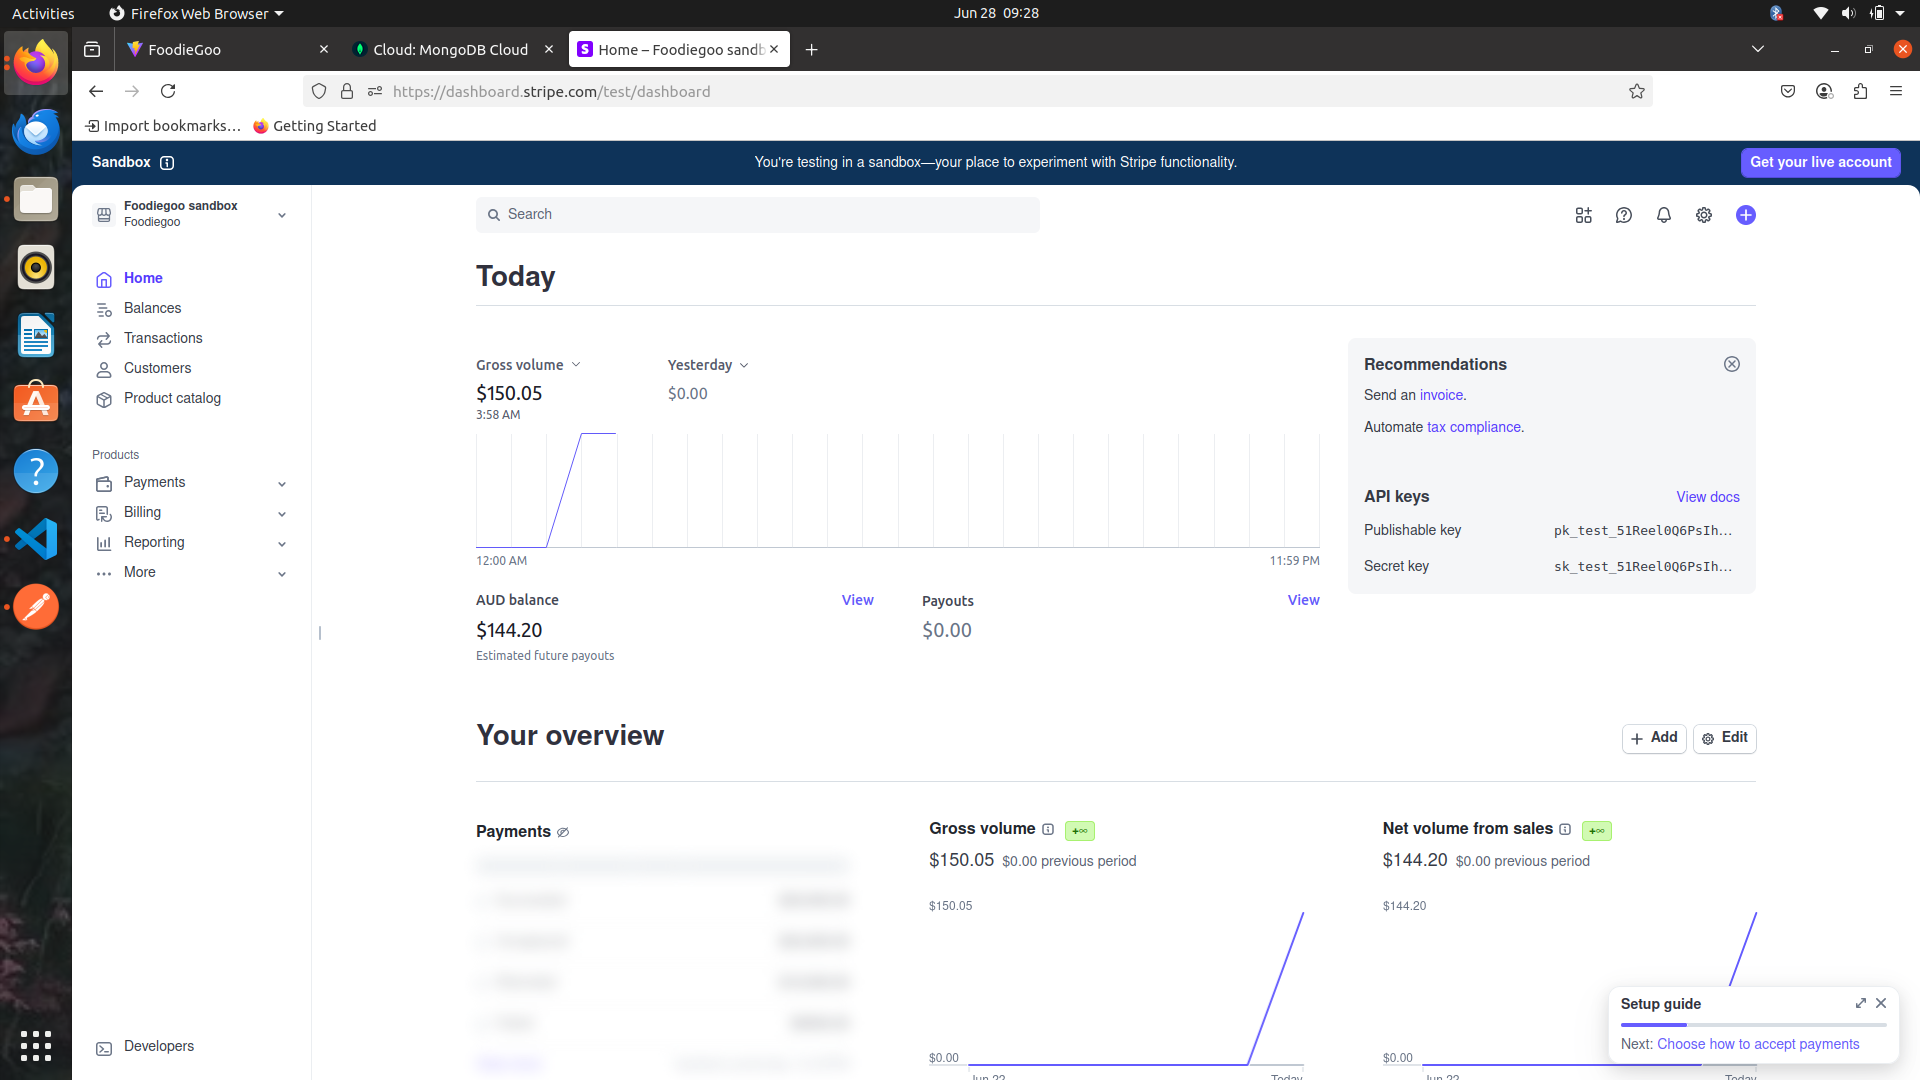 Activities
Firefox Web Browser
Jun 28 09:28
FoodieGoo
Cloud: MongoDB Cloud
Home – Foodiegoo sandb
https://dashboard.stripe.com/test/dashboard
Import bookmarks…
Getting Started
Sandbox
You're testing in a sandbox—your place to experiment with Stripe functionality.
Get your live account
Foodiegoo sandbox
Foodiegoo
Search
Home
Balances
Transactions
Customers
Product catalog
Products
Payments
Billing
Reporting
More
Developers
Today
Gross volume
$150.05
3:58 AM
Yesterday
$0.00
12:00 AM
11:59 PM
AUD balance
View
$144.20
Estimated future payouts
Payouts
View
$0.00
Recommendations
Send an invoice.
Automate tax compliance.
API keys
View docs
Publishable key
pk_test_51Reel0Q6PsIh…
Secret key
sk_test_51Reel0Q6PsIh…
Your overview
Add
Edit
Payments
Gross volume
+∞
$150.05 $0.00 previous period
$150.05
$0.00
Jun 22
Today
Net volume from sales
+∞
$144.20 $0.00 previous period
$144.20
$0.00
Jun 22
Today
Setup guide
Next: Choose how to accept payments